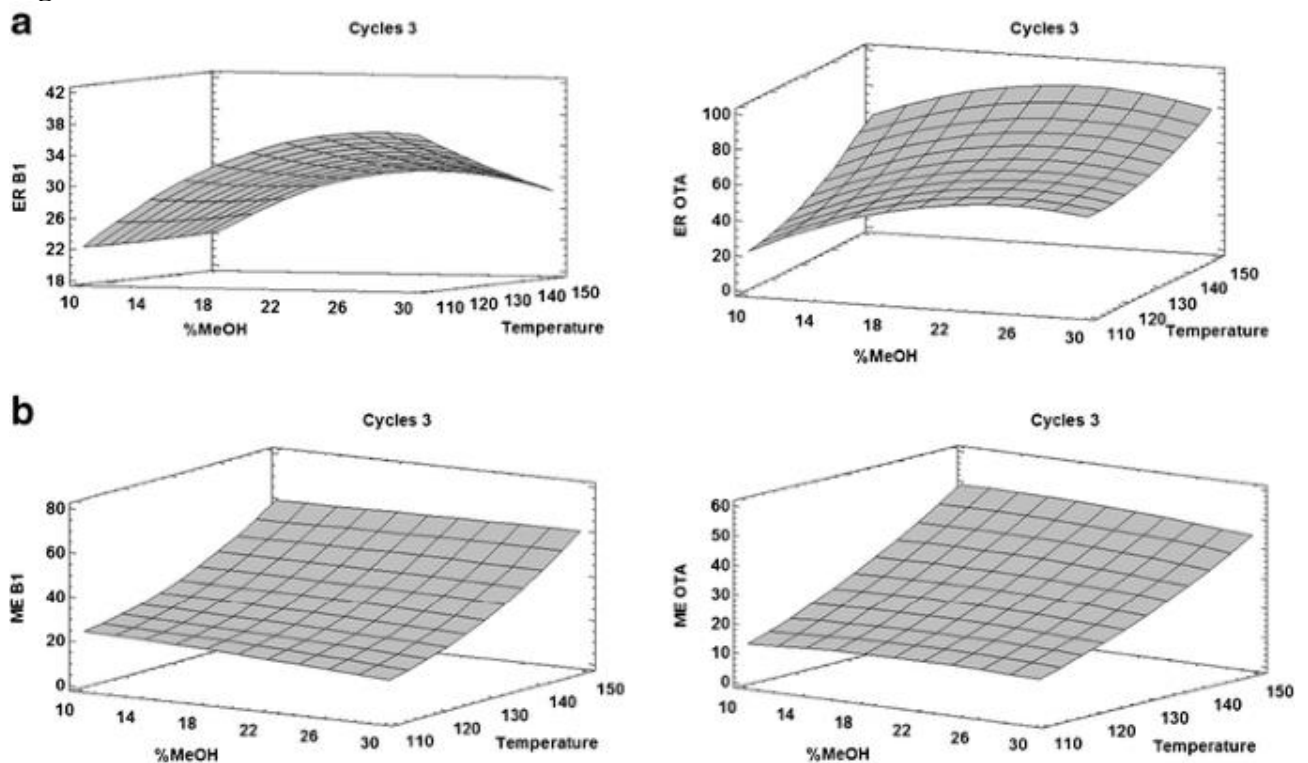 a
Cycles 3
42
38
34
30
26
22
18
ER B1
10 14 18 22 26 30
%MeOH
110 120 130 140 150
Temperature
Cycles 3
100
80
60
40
20
0
ER OTA
10 14 18 22 26 30
%MeOH
110 120 130 140 150
Temperature
b
Cycles 3
80
60
40
20
0
ME B1
10 14 18 22 26 30
%MeOH
110 120 130 140 150
Temperature
Cycles 3
60
50
40
30
20
10
0
ME OTA
10 14 18 22 26 30
%MeOH
110 120 130 140 150
Temperature